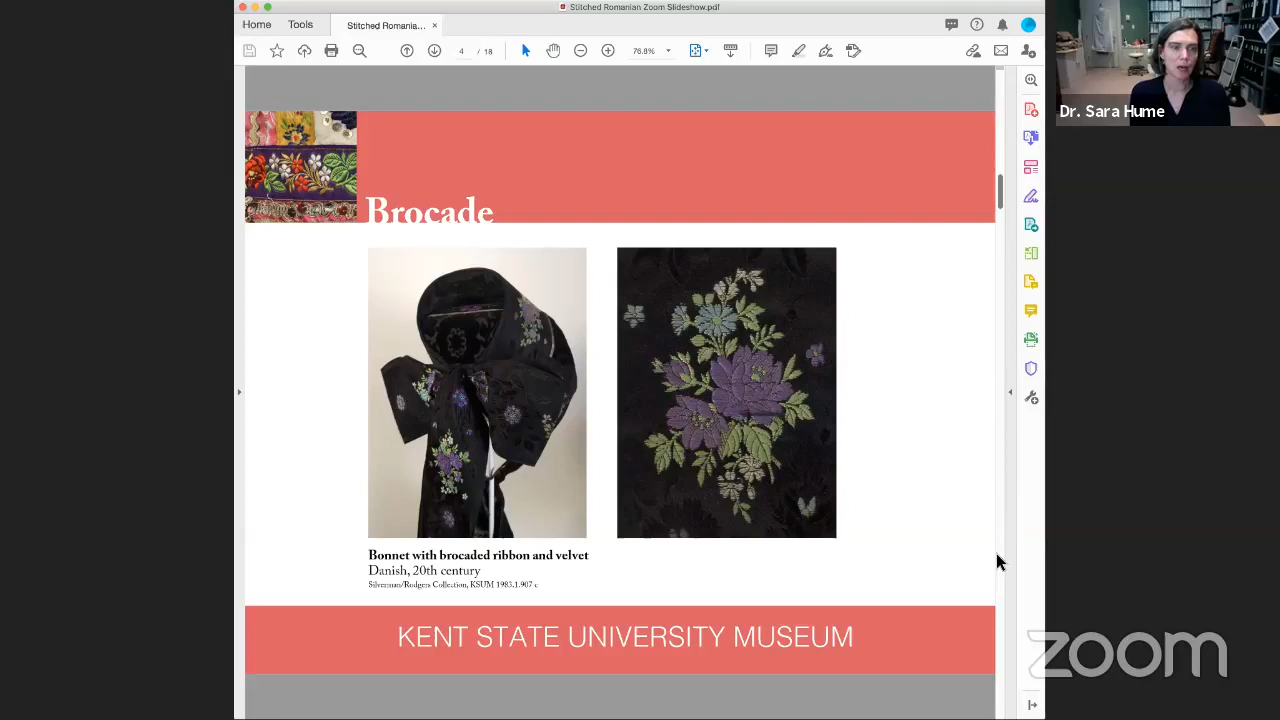 Stitched Romanian Zoom Slideshow.pdf
Home
Tools
Stitched Romanian...
4 / 18
76.8%
Dr. Sara Hume
Brocade
Bonnet with brocaded ribbon and velvet
Danish, 20th century
Silverman/Rodgers Collection, KSUM 1983.1.907 c
KENT STATE UNIVERSITY MUSEUM
zoom